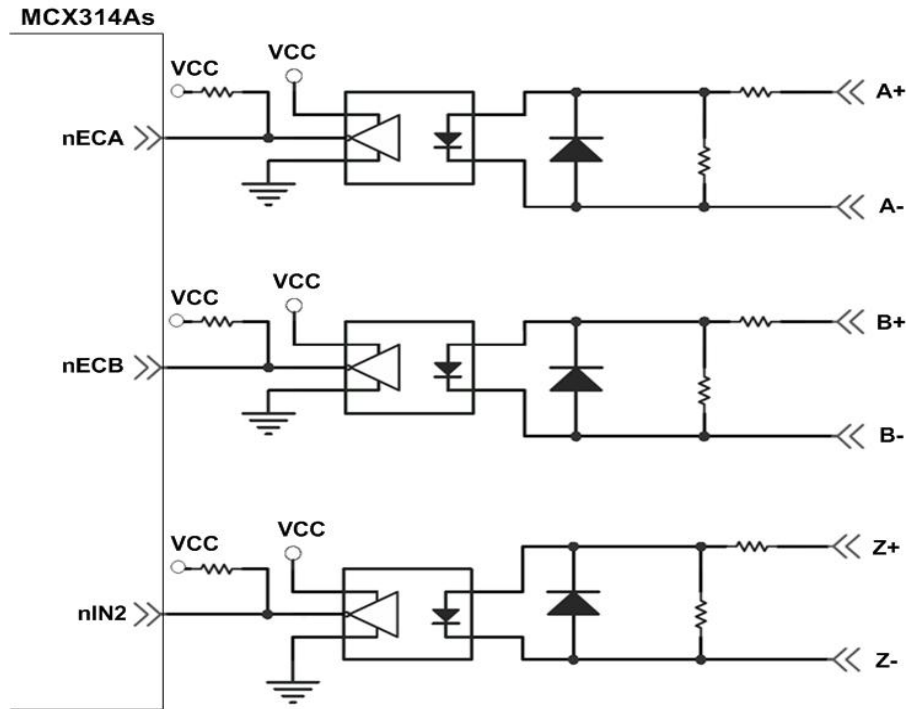 MCX314As
VCC
VCC
A+
nECA
A-
VCC
VCC
B+
nECB
B-
VCC
VCC
Z+
nIN2
Z-